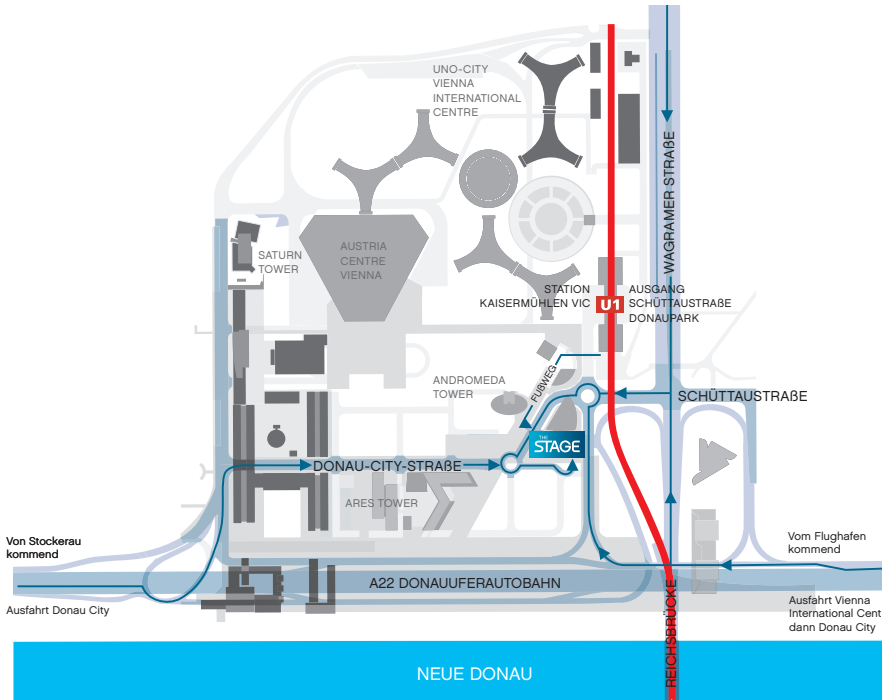 UNO-CITY
VIENNA
INTERNATIONAL
CENTRE
WAGRAMER STRAßE
SATURN
TOWER
AUSTRIA
CENTRE
VIENNA
STATION
KAISERMÜHLEN VIC
U1
AUSGANG
SCHÜTTAUSTRAßE
DONAUPARK
FUßWEG
ANDROMEDA
TOWER
SCHÜTTAUSTRAßE
THE
STAGE
DONAU-CITY-STRAßE
ARES TOWER
Von Stockerau
kommend
Vom Flughafen
kommend
A22 DONAUUFERAUTOBAHN
Ausfahrt Donau City
Ausfahrt Vienna
International Cent
dann Donau City
REICHSBRÜCKE
NEUE DONAU